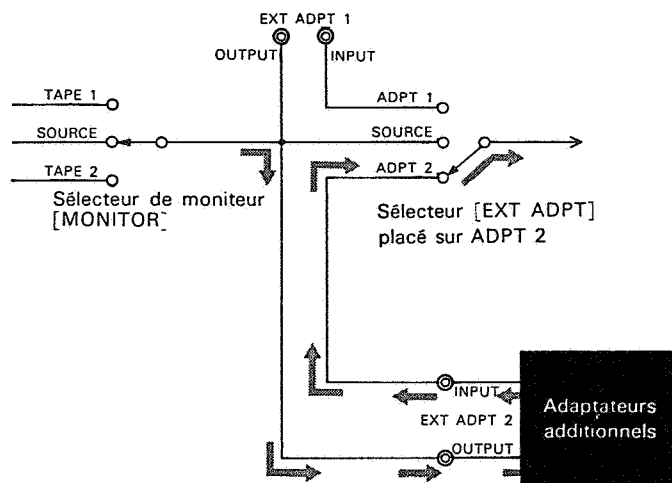 EXT ADPT 1
OUTPUT
INPUT
TAPE 1
SOURCE
TAPE 2
Sélecteur de moniteur
[MONITOR]
ADPT 1
SOURCE
ADPT 2
Sélecteur [EXT ADPT]
placé sur ADPT 2
INPUT
EXT ADPT 2
OUTPUT
Adaptateurs
additionnels